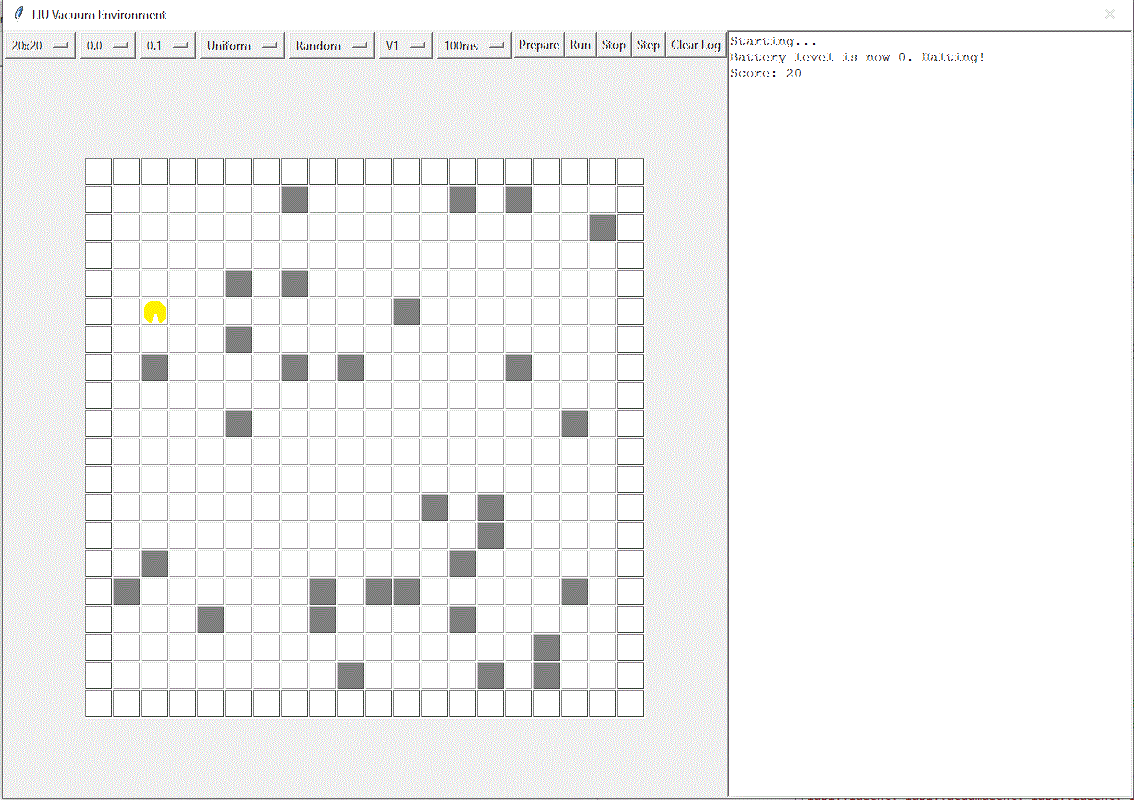 LIU Vacuum Environment
20x20 0.0 0.1 Uniform Random V1 100ms Prepare Run Stop Step Clear Log
Starting...
Battery level is now 0. Halting!
Score: 20